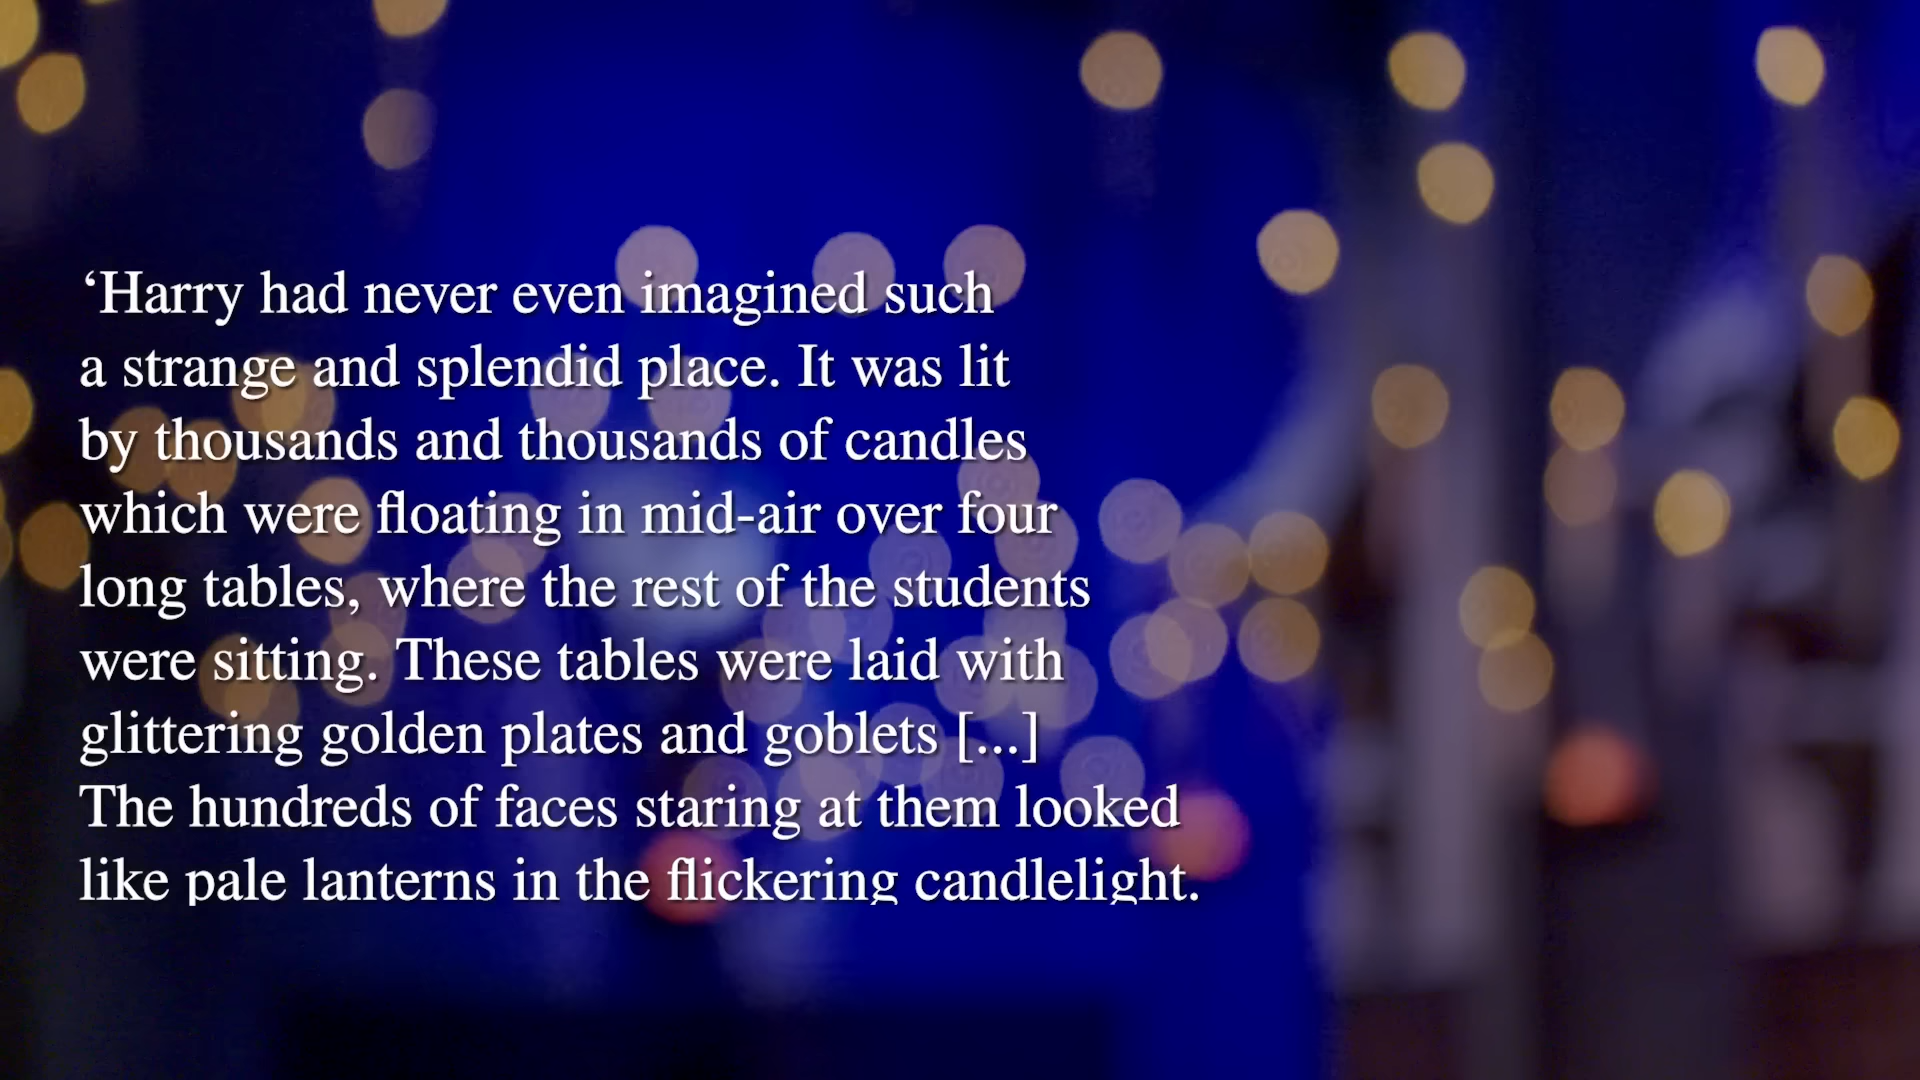 ‘Harry had never even imagined such
a strange and splendid place. It was lit
by thousands and thousands of candles
which were floating in mid-air over four
long tables, where the rest of the students
were sitting. These tables were laid with
glittering golden plates and goblets [...]
The hundreds of faces staring at them looked
like pale lanterns in the flickering candlelight.